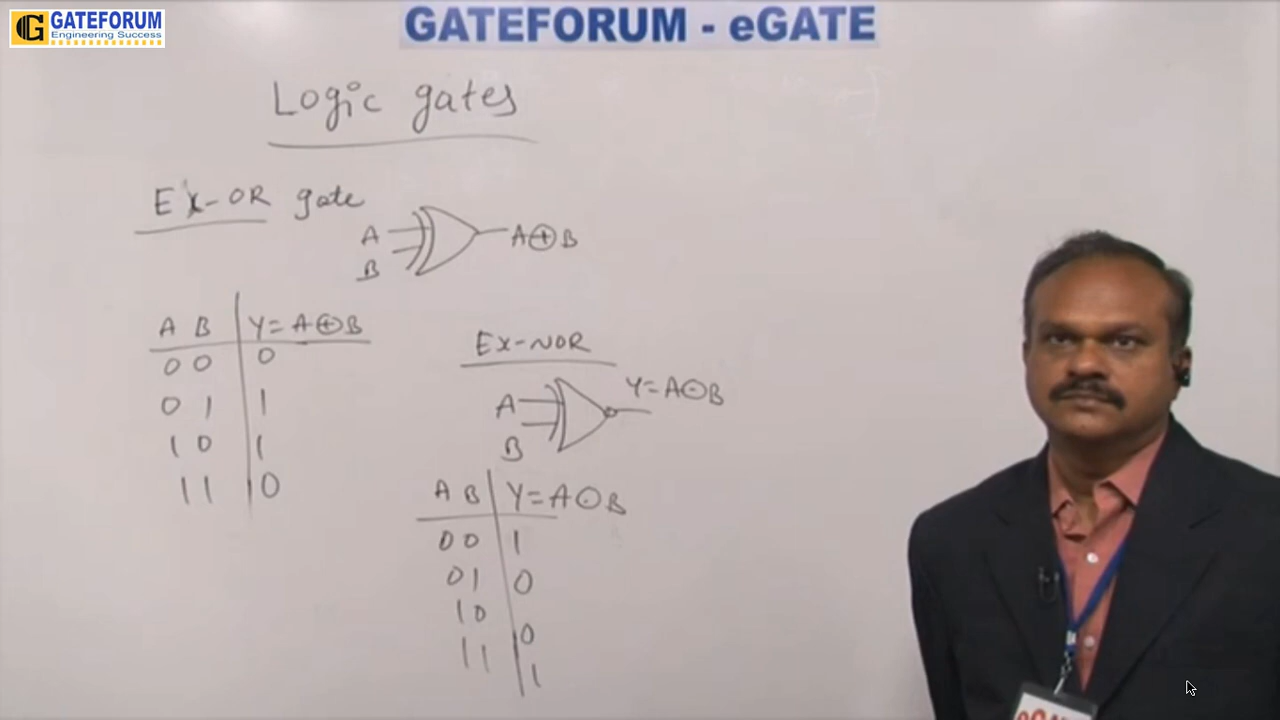 GATEFORUM
Engineering Success
GATEFORUM - eGATE
Logic gates
Ex-OR gate
A
B
A⊕B
A B Y = A⊕B
0 0 0
0 1 1
1 0 1
1 1 0
Ex-NOR
A
B
Y = A⊙B
A B Y = A⊙B
0 0 1
0 1 0
1 0 0
1 1 1